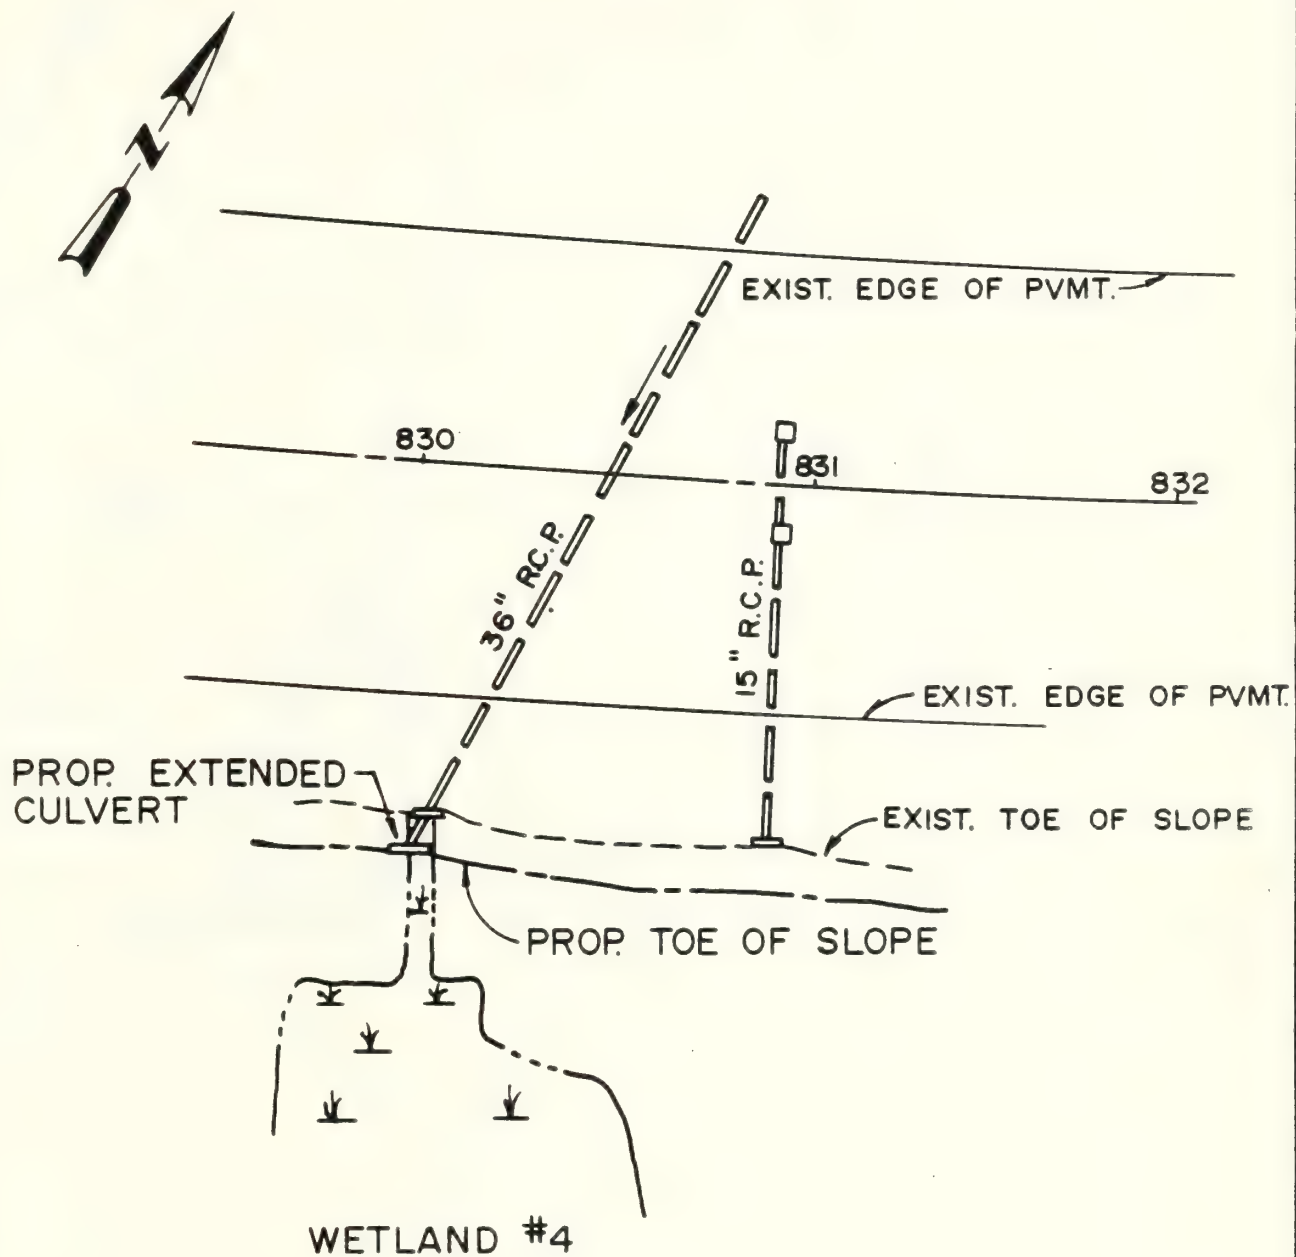 N
EXIST. EDGE OF PVMT.
830
831
832
36" R.C.P.
15" R.C.P.
EXIST. EDGE OF PVMT.
PROP. EXTENDED
CULVERT
EXIST. TOE OF SLOPE
PROP. TOE OF SLOPE
WETLAND #4